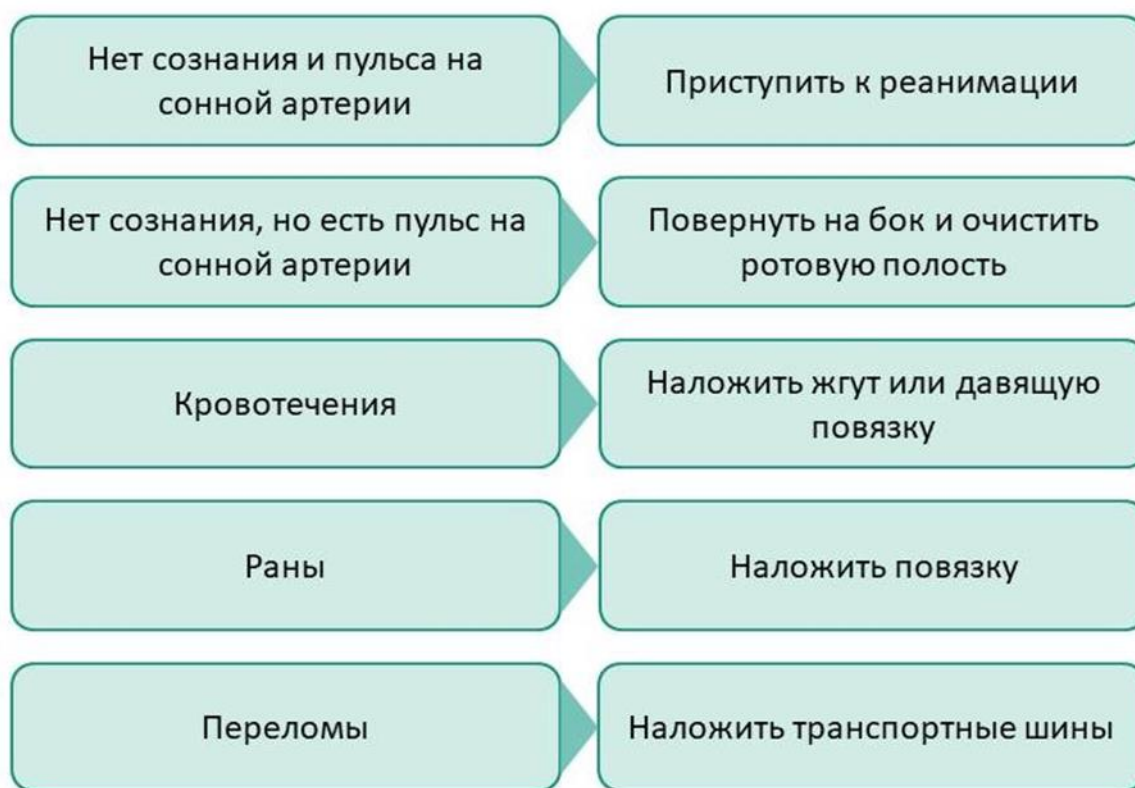 Нет сознания и пульса на
сонной артерии
Приступить к реанимации
Нет сознания, но есть пульс на
сонной артерии
Повернуть на бок и очистить
ротовую полость
Кровотечения
Наложить жгут или давящую
повязку
Раны
Наложить повязку
Переломы
Наложить транспортные шины